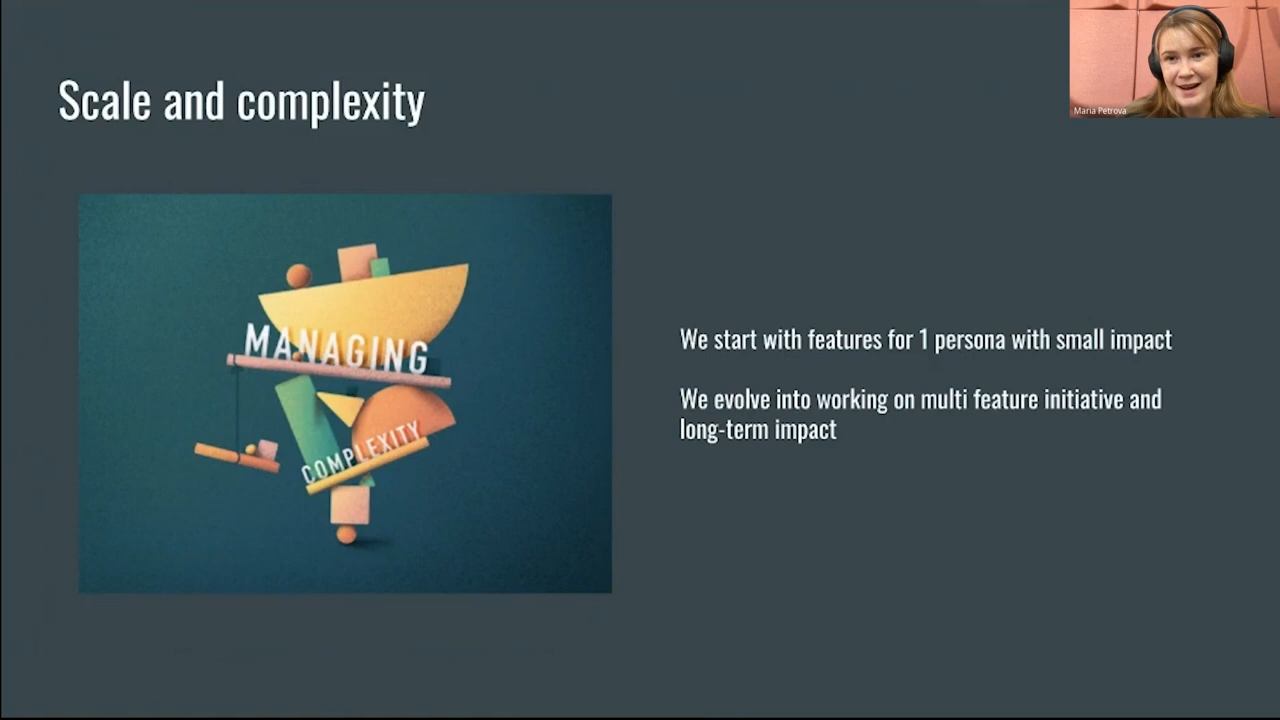 Scale and complexity
Maria Petrova
MANAGING
COMPLEXITY
We start with features for 1 persona with small impact
We evolve into working on multi feature initiative and
long-term impact